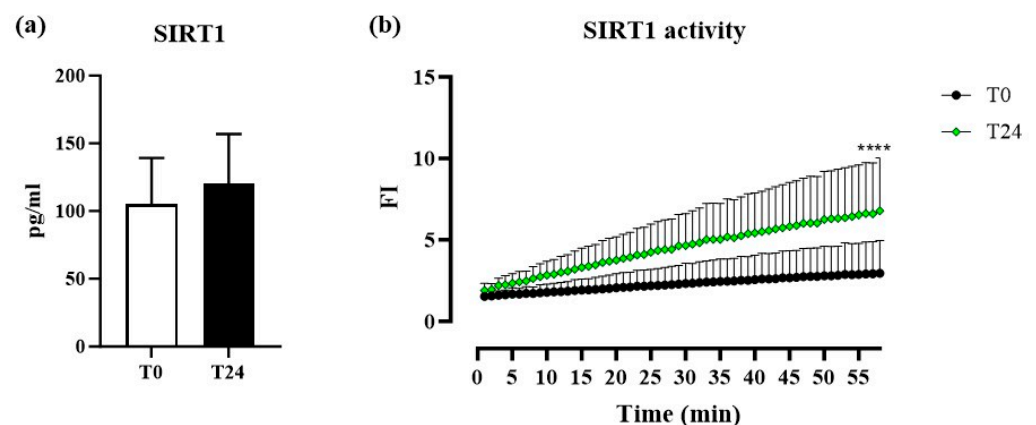 (a)
SIRT1
pg/ml
200
150
100
50
0
T0
T24
(b)
SIRT1 activity
FI
15
10
5
0
****
0 5 10 15 20 25 30 35 40 45 50 55
Time (min)
T0
T24